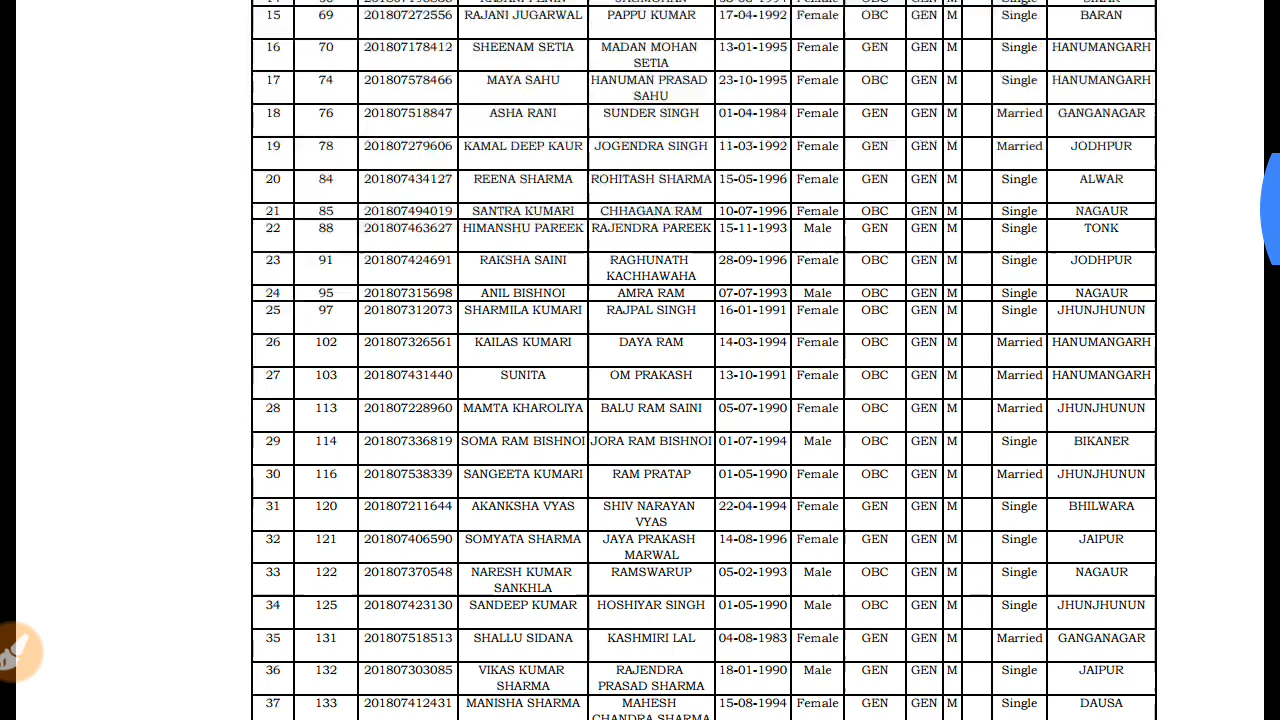 15 69 201807272556 RAJANI JUGARWAL PAPPU KUMAR 17-04-1992 Female OBC GEN M Single BARAN
16 70 201807178412 SHEENAM SETIA MADAN MOHAN SETIA 13-01-1995 Female GEN GEN M Single HANUMANGARH
17 74 201807578466 MAYA SAHU HANUMAN PRASAD SAHU 23-10-1995 Female OBC GEN M Single HANUMANGARH
18 76 201807518847 ASHA RANI SUNDER SINGH 01-04-1984 Female GEN GEN M Married GANGANAGAR
19 78 201807279606 KAMAL DEEP KAUR JOGENDRA SINGH 11-03-1992 Female GEN GEN M Married JODHPUR
20 84 201807434127 REENA SHARMA ROHITASH SHARMA 15-05-1996 Female GEN GEN M Single ALWAR
21 85 201807494019 SANTRA KUMARI CHHAGANA RAM 10-07-1996 Female OBC GEN M Single NAGAUR
22 88 201807463627 HIMANSHU PAREEK RAJENDRA PAREEK 15-11-1993 Male GEN GEN M Single TONK
23 91 201807424691 RAKSHA SAINI RAGHUNATH KACHHAWAHA 28-09-1996 Female OBC GEN M Single JODHPUR
24 95 201807315698 ANIL BISHNOI AMRA RAM 07-07-1993 Male OBC GEN M Single NAGAUR
25 97 201807312073 SHARMILA KUMARI RAJPAL SINGH 16-01-1991 Female OBC GEN M Single JHUNJHUNUN
26 102 201807326561 KAILAS KUMARI DAYA RAM 14-03-1994 Female OBC GEN M Married HANUMANGARH
27 103 201807431440 SUNITA OM PRAKASH 13-10-1991 Female OBC GEN M Married HANUMANGARH
28 113 201807228960 MAMTA KHAROLIYA BALU RAM SAINI 05-07-1990 Female OBC GEN M Married JHUNJHUNUN
29 114 201807336819 SOMA RAM BISHNOI JORA RAM BISHNOI 01-07-1994 Male OBC GEN M Single BIKANER
30 116 201807538339 SANGEETA KUMARI RAM PRATAP 01-05-1990 Female OBC GEN M Married JHUNJHUNUN
31 120 201807211644 AKANKSHA VYAS SHIV NARAYAN VYAS 22-04-1994 Female GEN GEN M Single BHILWARA
32 121 201807406590 SOMYATA SHARMA JAYA PRAKASH MARWAL 14-08-1996 Female GEN GEN M Single JAIPUR
33 122 201807370548 NARESH KUMAR SANKHLA RAMSWARUP 05-02-1993 Male OBC GEN M Single NAGAUR
34 125 201807423130 SANDEEP KUMAR HOSHIYAR SINGH 01-05-1990 Male OBC GEN M Single JHUNJHUNUN
35 131 201807518513 SHALLU SIDANA KASHMIRI LAL 04-08-1983 Female GEN GEN M Married GANGANAGAR
36 132 201807303085 VIKAS KUMAR SHARMA RAJENDRA PRASAD SHARMA 18-01-1990 Male GEN GEN M Single JAIPUR
37 133 201807412431 MANISHA SHARMA MAHESH CHANDRA SHARMA 15-08-1994 Female GEN GEN M Single DAUSA